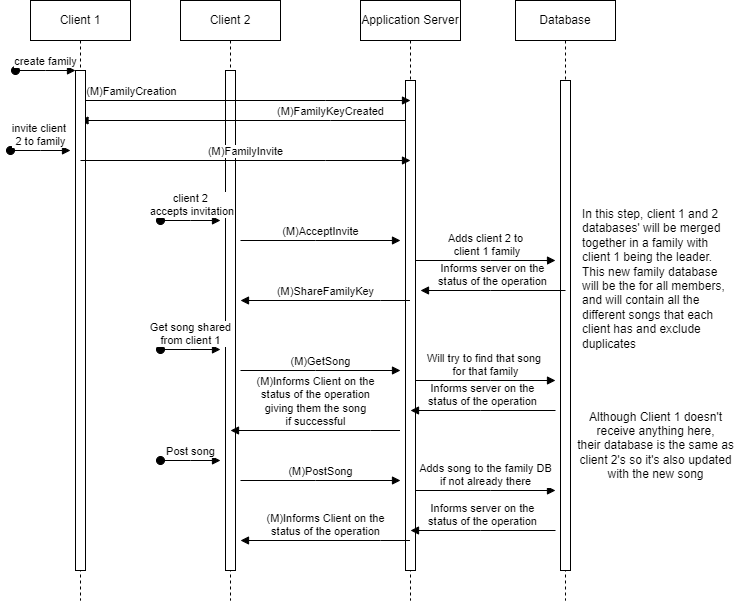 Client 1
Client 2
Application Server
Database
create family
(M)FamilyCreation
(M)FamilyKeyCreated
invite client
2 to family
(M)FamilyInvite
client 2
accepts invitation
(M)AcceptInvite
Adds client 2 to
client 1 family
Informs server on the
status of the operation
(M)ShareFamilyKey
In this step, client 1 and 2
databases' will be merged
together in a family with
client 1 being the leader.
This new family database
will be the for all members,
and will contain all the
different songs that each
client has and exclude
duplicates
Get song shared
from client 1
(M)GetSong
Will try to find that song
for that family
(M)Informs Client on the
status of the operation
giving them the song
if successful
Informs server on the
status of the operation
Although Client 1 doesn't
receive anything here,
their database is the same as
client 2's so it's also updated
with the new song
Post song
(M)PostSong
Adds song to the family DB
if not already there
Informs server on the
status of the operation
(M)Informs Client on the
status of the operation